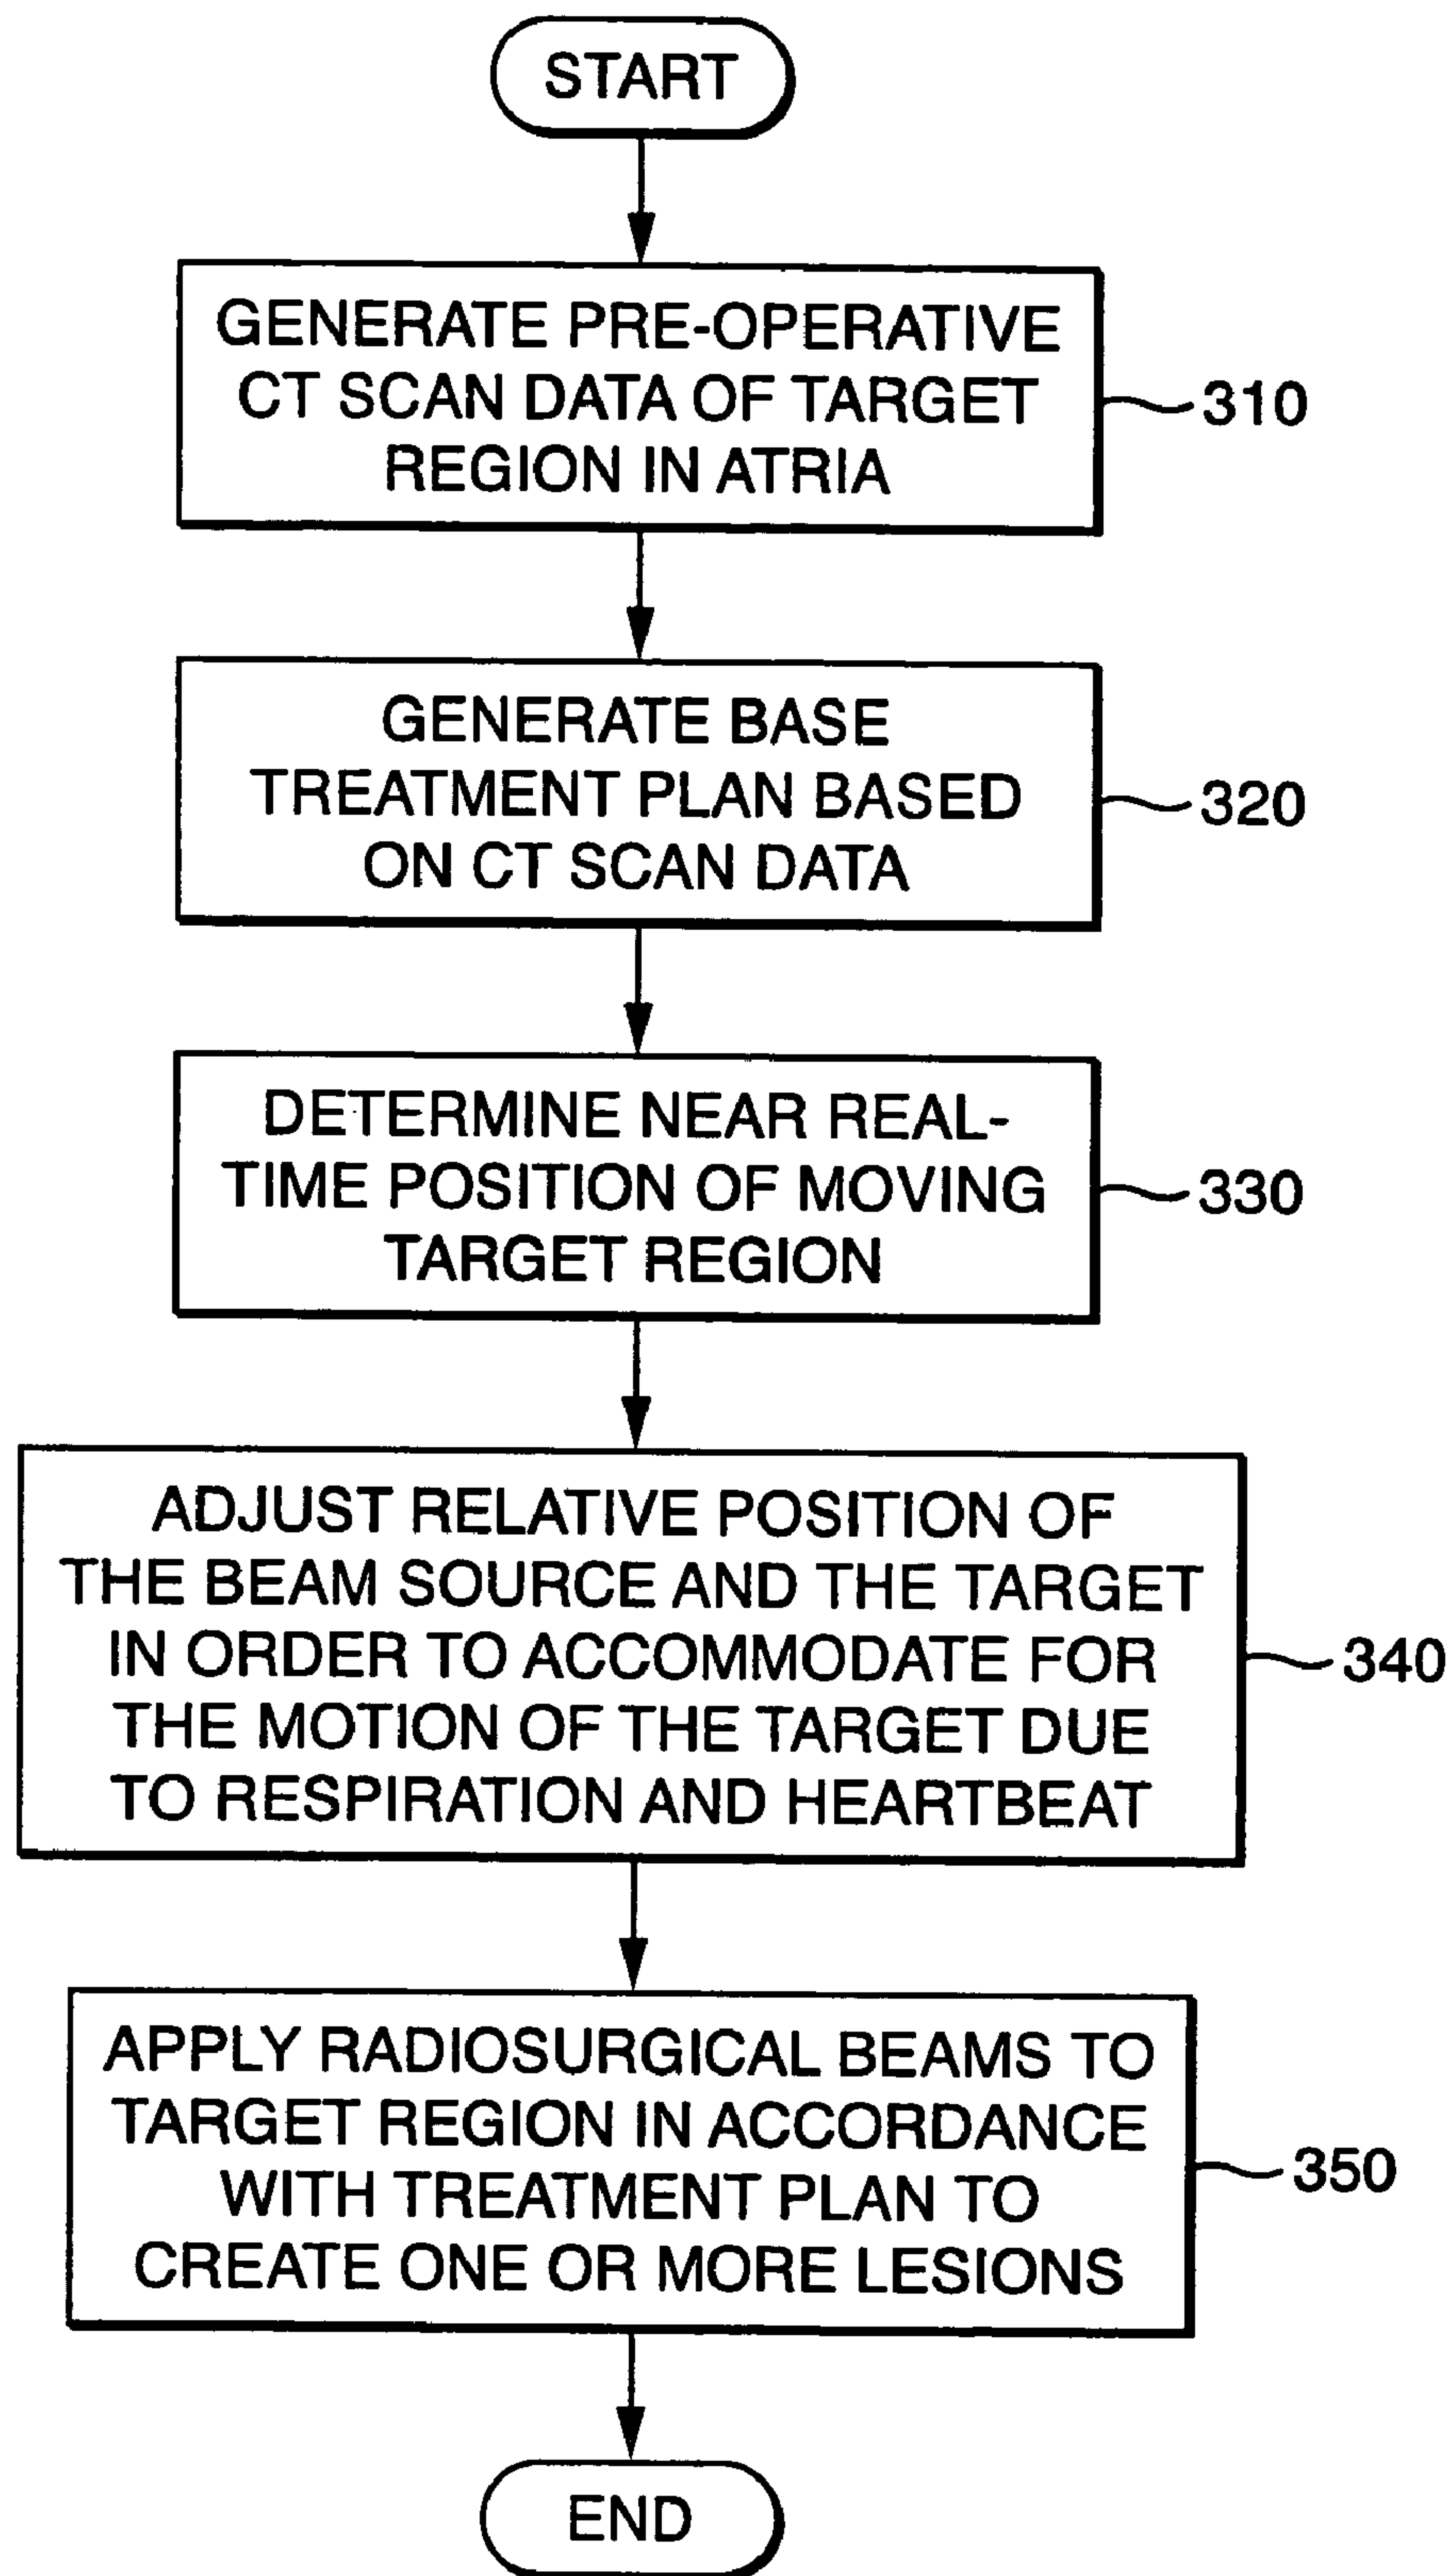 START
GENERATE PRE-OPERATIVE
CT SCAN DATA OF TARGET
REGION IN ATRIA
310
GENERATE BASE
TREATMENT PLAN BASED
ON CT SCAN DATA
320
DETERMINE NEAR REAL-
TIME POSITION OF MOVING
TARGET REGION
330
ADJUST RELATIVE POSITION OF
THE BEAM SOURCE AND THE TARGET
IN ORDER TO ACCOMMODATE FOR
THE MOTION OF THE TARGET DUE
TO RESPIRATION AND HEARTBEAT
340
APPLY RADIOSURGICAL BEAMS TO
TARGET REGION IN ACCORDANCE
WITH TREATMENT PLAN TO
CREATE ONE OR MORE LESIONS
350
END